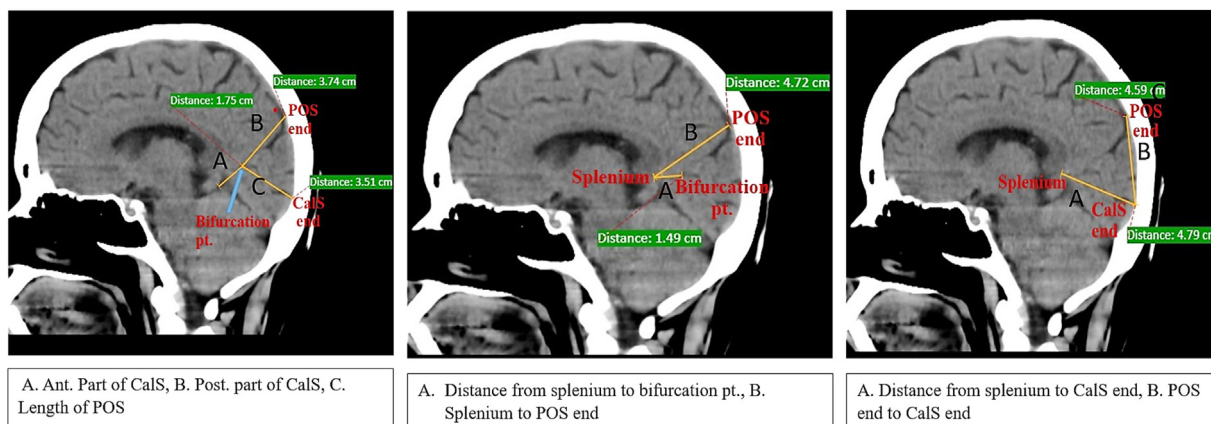 Distance: 3.74 cm
Distance: 1.75 cm
POS
end
B
A
C
Distance: 3.51 cm
CalS
end
Bifurcation
pt.
A. Ant. Part of CalS, B. Post. part of CalS, C.
Length of POS
Distance: 4.72 cm
POS
end
B
Splenium
A
Bifurcation
pt.
Distance: 1.49 cm
A. Distance from splenium to bifurcation pt., B.
Splenium to POS end
Distance: 4.59 cm
POS
end
B
Splenium
A
CalS
end
Distance: 4.79 cm
A. Distance from splenium to CalS end, B. POS
end to CalS end